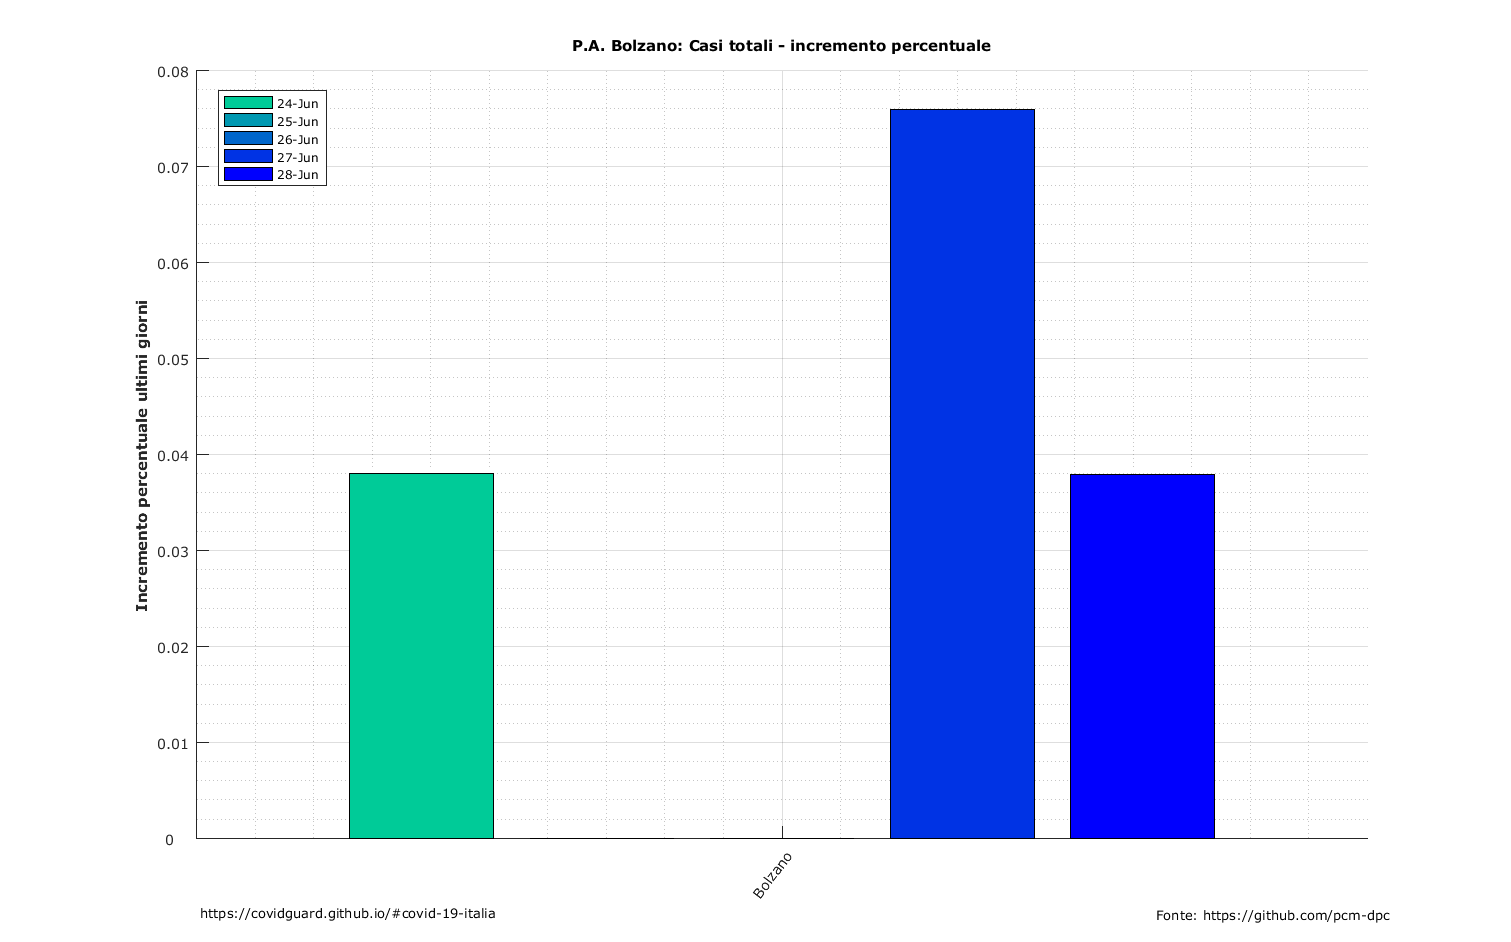 P.A. Bolzano: Casi totali - incremento percentuale
0.08
0.07
0.06
0.05
0.04
0.03
0.02
0.01
0
Incremento percentuale ultimi giorni
24-Jun
25-Jun
26-Jun
27-Jun
28-Jun
Bolzano
https://covidguard.github.io/#covid-19-italia
Fonte: https://github.com/pcm-dpc